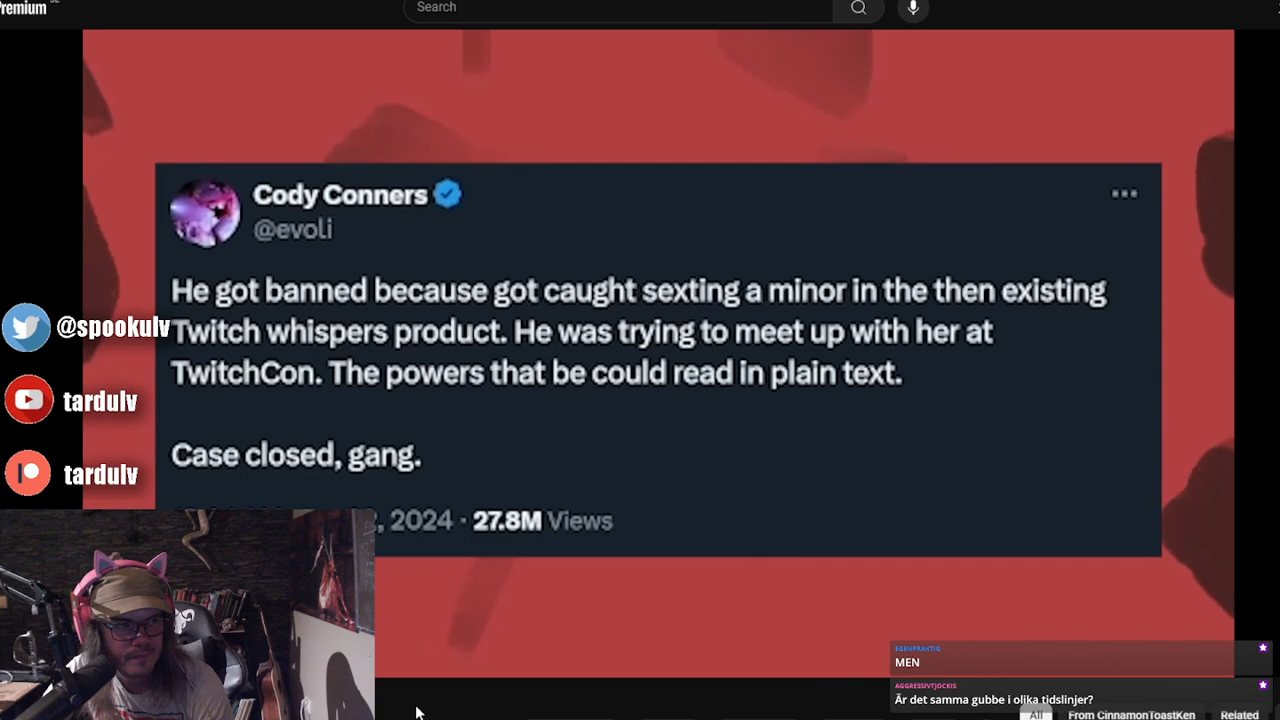 Premium
Search
Cody Conners
@evoli
He got banned because got caught sexting a minor in the then existing
Twitch whispers product. He was trying to meet up with her at
TwitchCon. The powers that be could read in plain text.
Case closed, gang.
, 2024 · 27.8M Views
@spookulv
tardulv
tardulv
EGENPRAKTIG
MEN
AGGRESSIVTJOCKIS
Är det samma gubbe i olika tidslinjer?
All From CinnamonToastKen Related